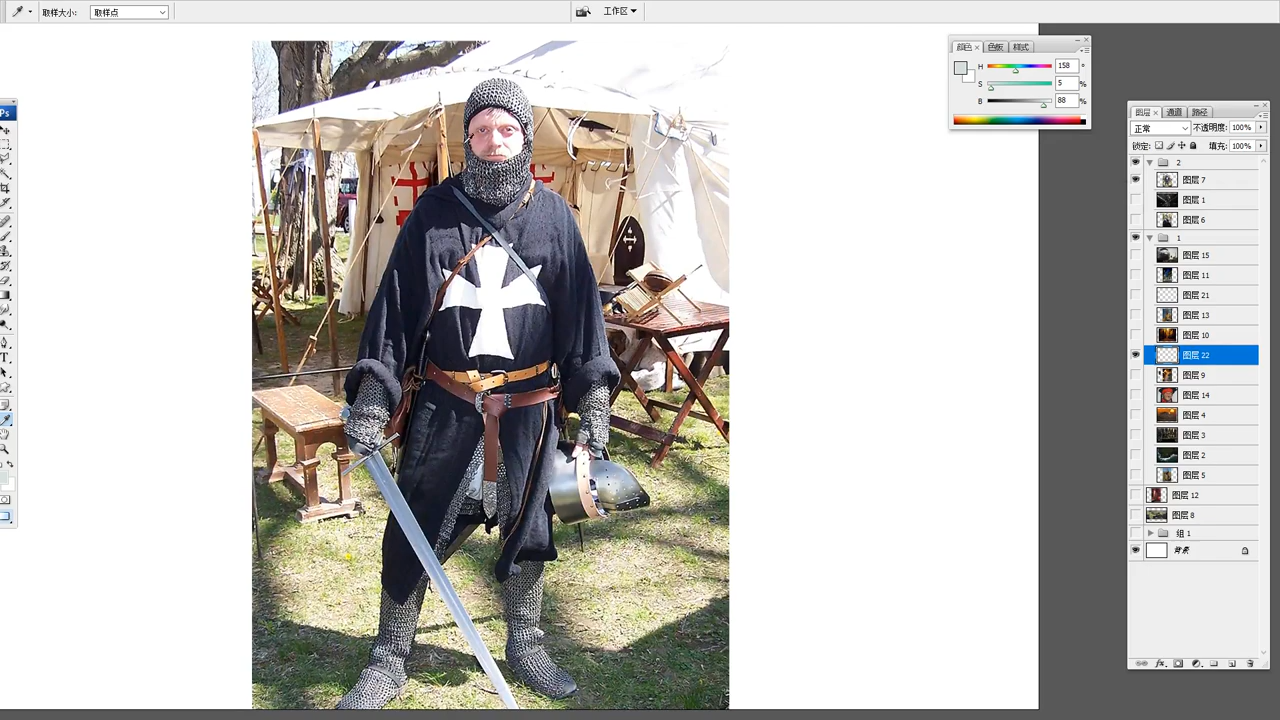 取样大小: 取样点 工作区
颜色 色板 样式
H 158 °
S 5 %
B 88 %
Ps
图层 通道 路径
正常 不透明度: 100%
锁定: 填充: 100%
2
图层 7
图层 1
图层 6
1
图层 15
图层 11
图层 21
图层 13
图层 10
图层 22
图层 9
图层 14
图层 4
图层 3
图层 2
图层 5
图层 12
图层 8
组 1
背景